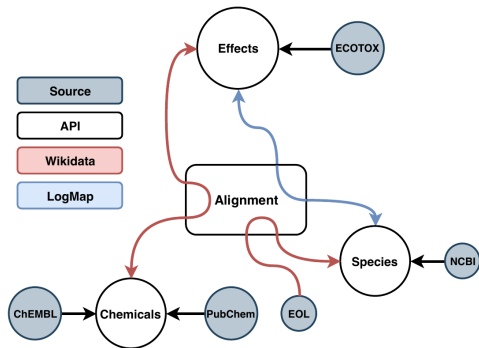 Effects
ECOTOX
Source
API
Wikidata
LogMap
Alignment
Species
NCBI
ChEMBL
Chemicals
PubChem
EOL